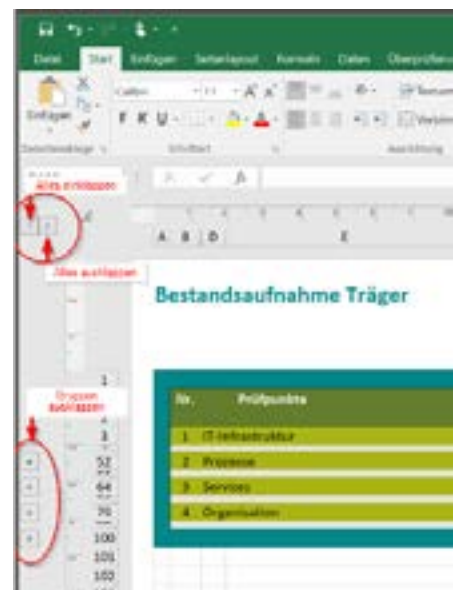 Datei Start Einfügen Seitenlayout Formeln Daten Überprüfen
Einfügen
F K U
Alles einklappen
A B D E
Alles ausklappen
Bestandsaufnahme Träger
1
Gruppen
ausklappen
Nr. Prüfpunkte
3 1 IT-Infrastruktur
52 2 Prozesse
64 3 Services
76 4 Organisation
100
101
102